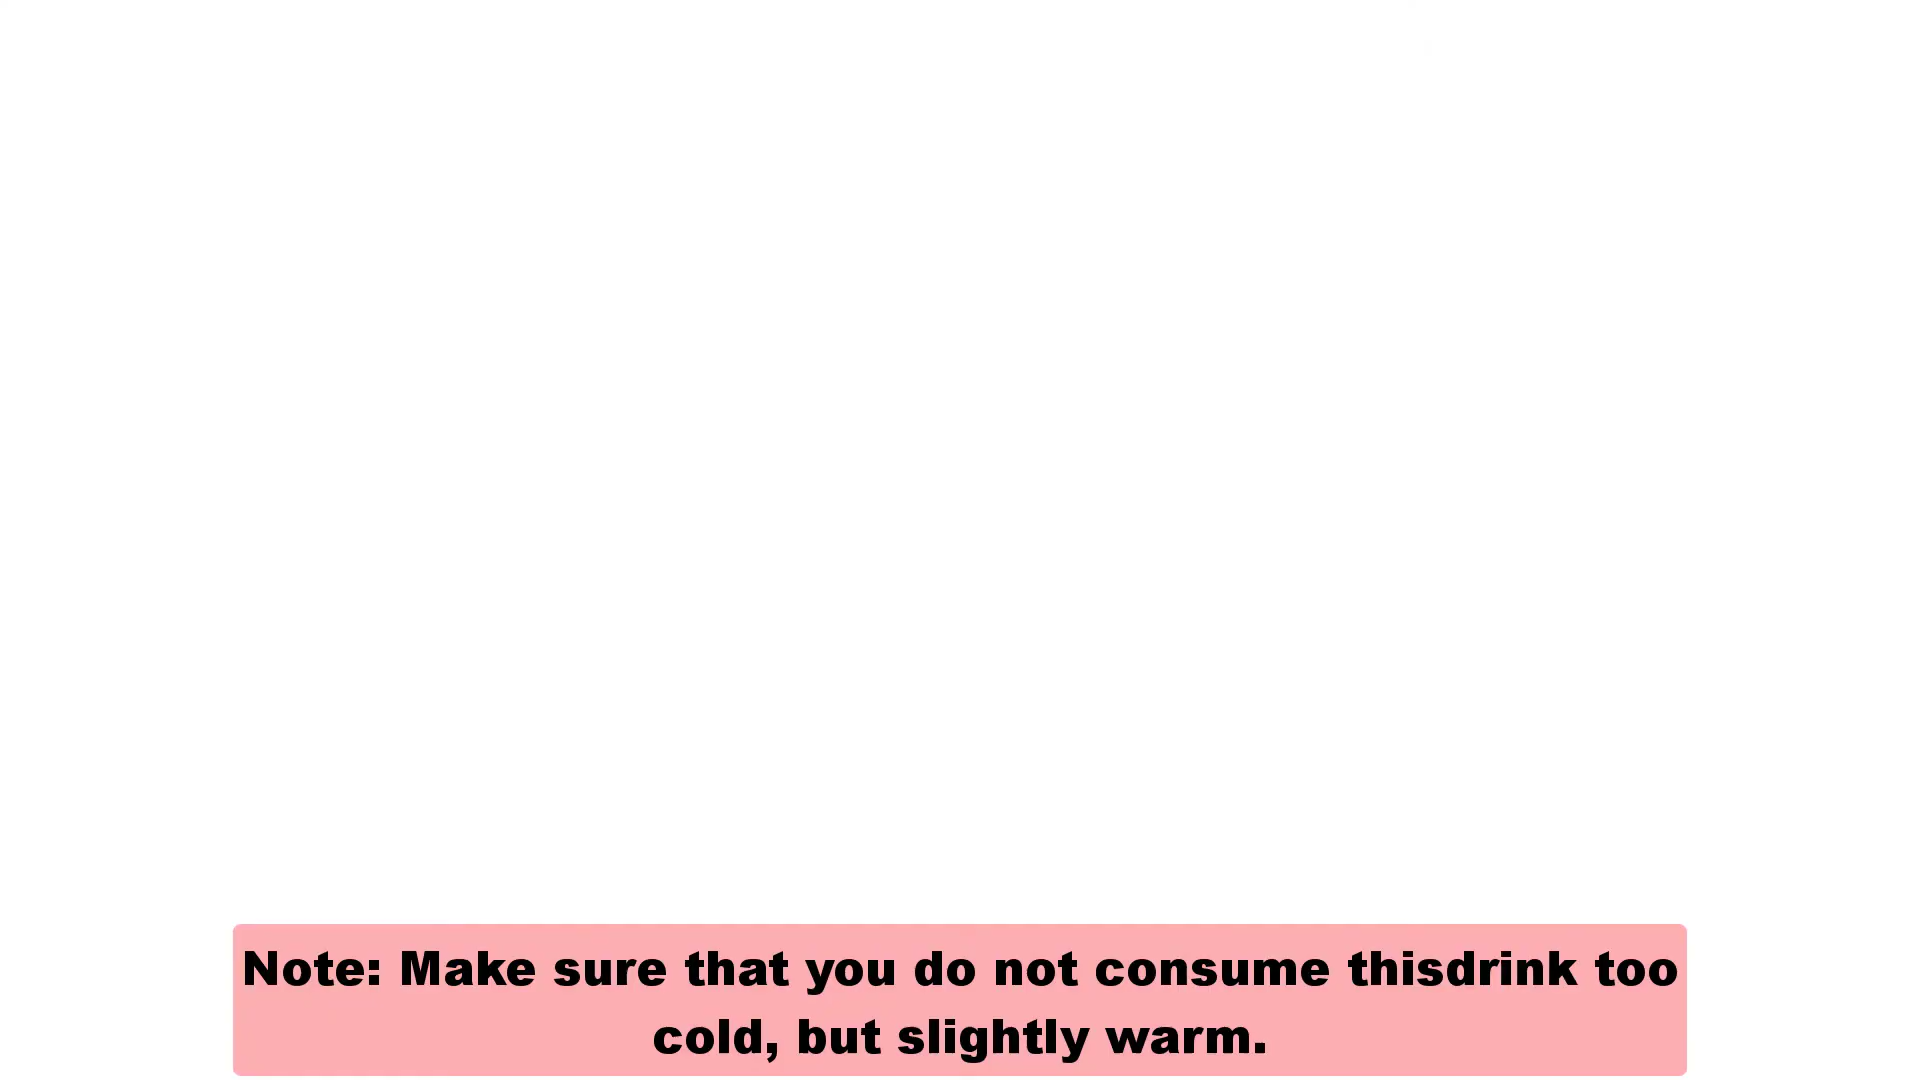 Note: Make sure that you do not consume thisdrink too
cold, but slightly warm.